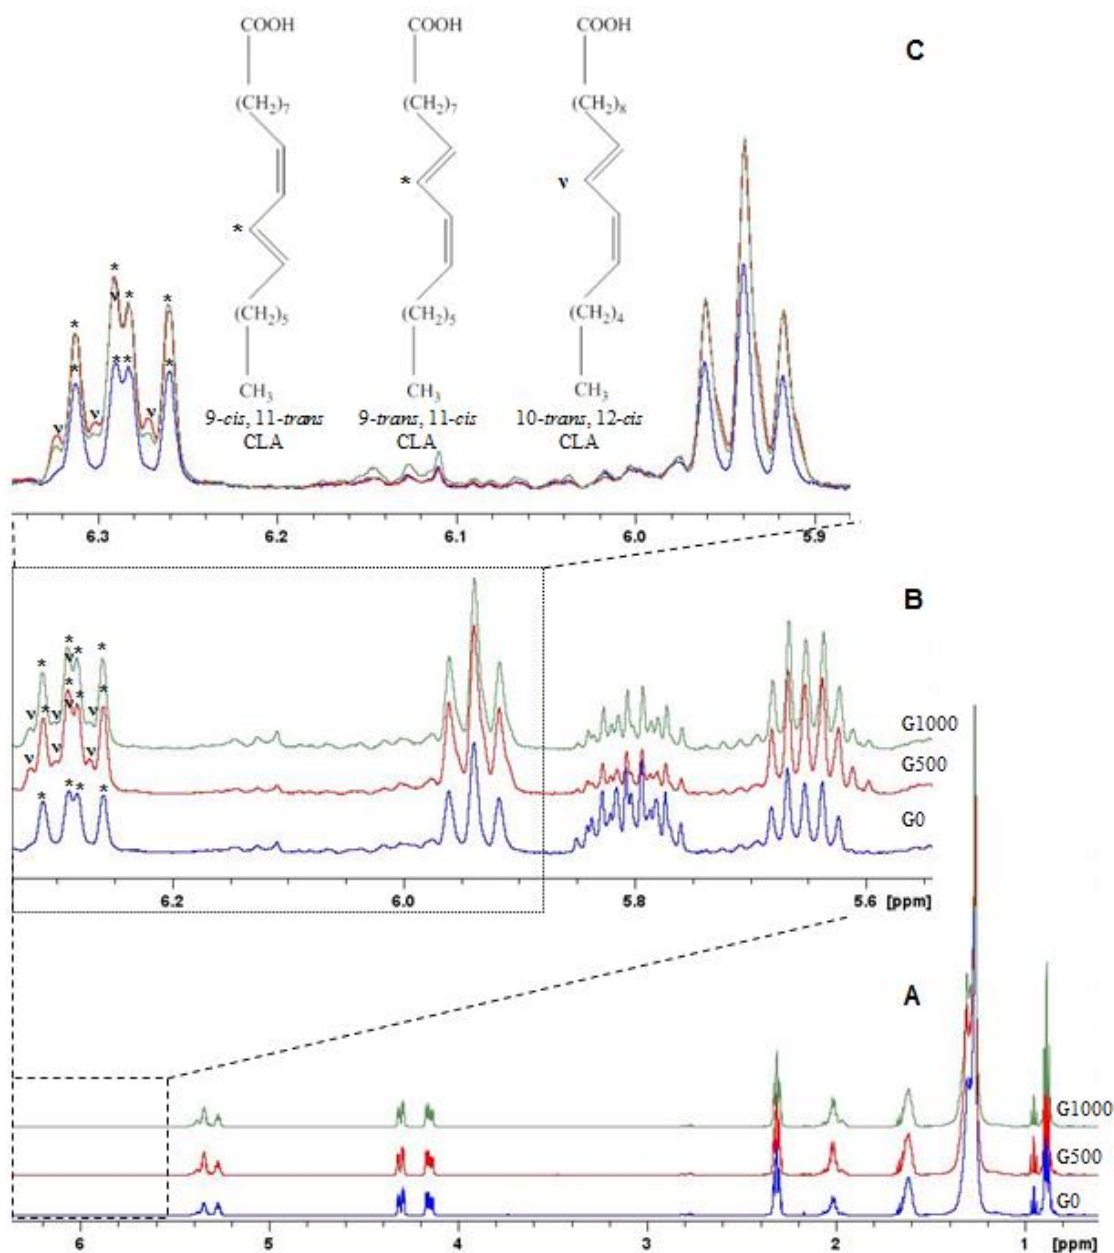 COOH COOH COOH
C
(CH2)7 (CH2)7 (CH2)8
* ν
*
* ν * * * (CH2)5 (CH2)5 (CH2)4
* * * *
CH3 CH3 CH3
ν ν ν 9-cis, 11-trans 9-trans, 11-cis 10-trans, 12-cis
CLA CLA CLA
6.3 6.2 6.1 6.0 5.9
B
* * ν * *
ν * ν * ν * ν * G1000
ν ν ν G500
* * * * G0
6.2 6.0 5.8 5.6 [ppm]
A
G1000
G500
G0
6 5 4 3 2 1 [ppm]